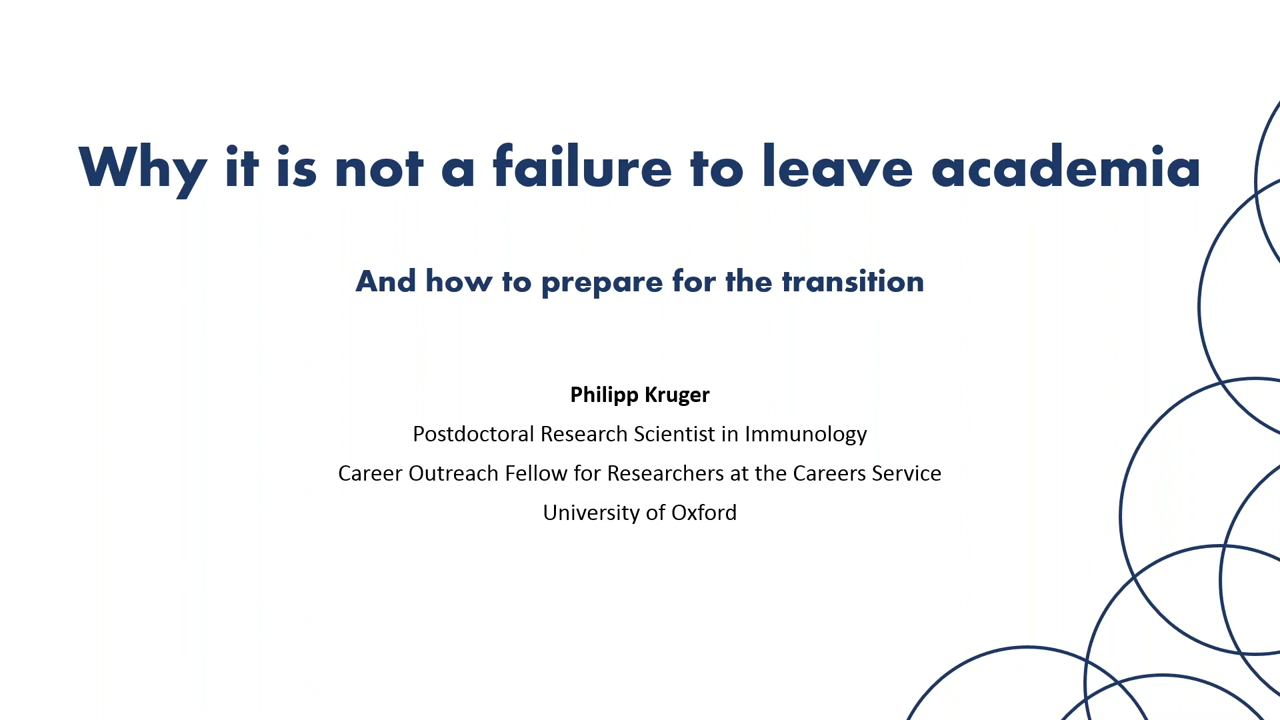 Why it is not a failure to leave academia
And how to prepare for the transition
Philipp Kruger
Postdoctoral Research Scientist in Immunology
Career Outreach Fellow for Researchers at the Careers Service
University of Oxford